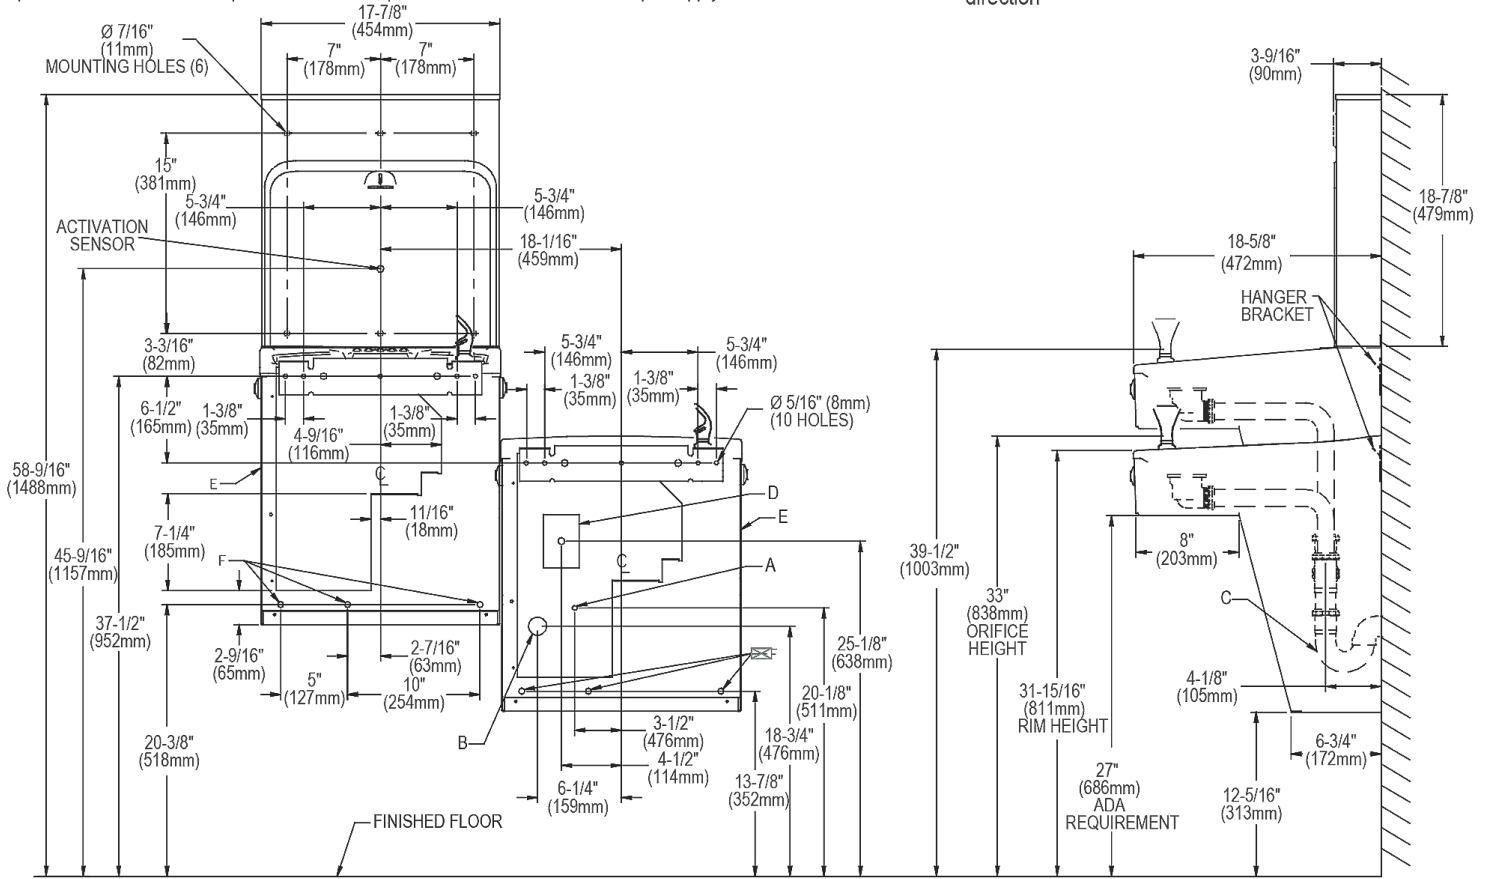 direction
17-7/8"
(454mm)
Ø 7/16"
(11mm)
MOUNTING HOLES (6)
7"
(178mm)
7"
(178mm)
3-9/16"
(90mm)
15"
(381mm)
5-3/4"
(146mm)
5-3/4"
(146mm)
18-7/8"
(479mm)
ACTIVATION
SENSOR
18-1/16"
(459mm)
18-5/8"
(472mm)
HANGER
BRACKET
3-3/16"
(82mm)
5-3/4"
(146mm)
5-3/4"
(146mm)
1-3/8"
(35mm)
1-3/8"
(35mm)
6-1/2"
(165mm)
1-3/8"
(35mm)
1-3/8"
(35mm)
Ø 5/16" (8mm)
(10 HOLES)
4-9/16"
(116mm)
58-9/16"
(1488mm)
E
C
L
D
11/16"
(18mm)
E
7-1/4"
(185mm)
45-9/16"
(1157mm)
F
C
L
A
8"
(203mm)
39-1/2"
(1003mm)
33"
(838mm)
ORIFICE
HEIGHT
C
37-1/2"
(952mm)
2-9/16"
(65mm)
2-7/16"
(63mm)
F
25-1/8"
(638mm)
5"
(127mm)
10"
(254mm)
20-1/8"
(511mm)
31-15/16"
(811mm)
RIM HEIGHT
4-1/8"
(105mm)
B
3-1/2"
(476mm)
18-3/4"
(476mm)
20-3/8"
(518mm)
4-1/2"
(114mm)
6-3/4"
(172mm)
6-1/4"
(159mm)
13-7/8"
(352mm)
27"
(686mm)
ADA
REQUIREMENT
12-5/16"
(313mm)
FINISHED FLOOR